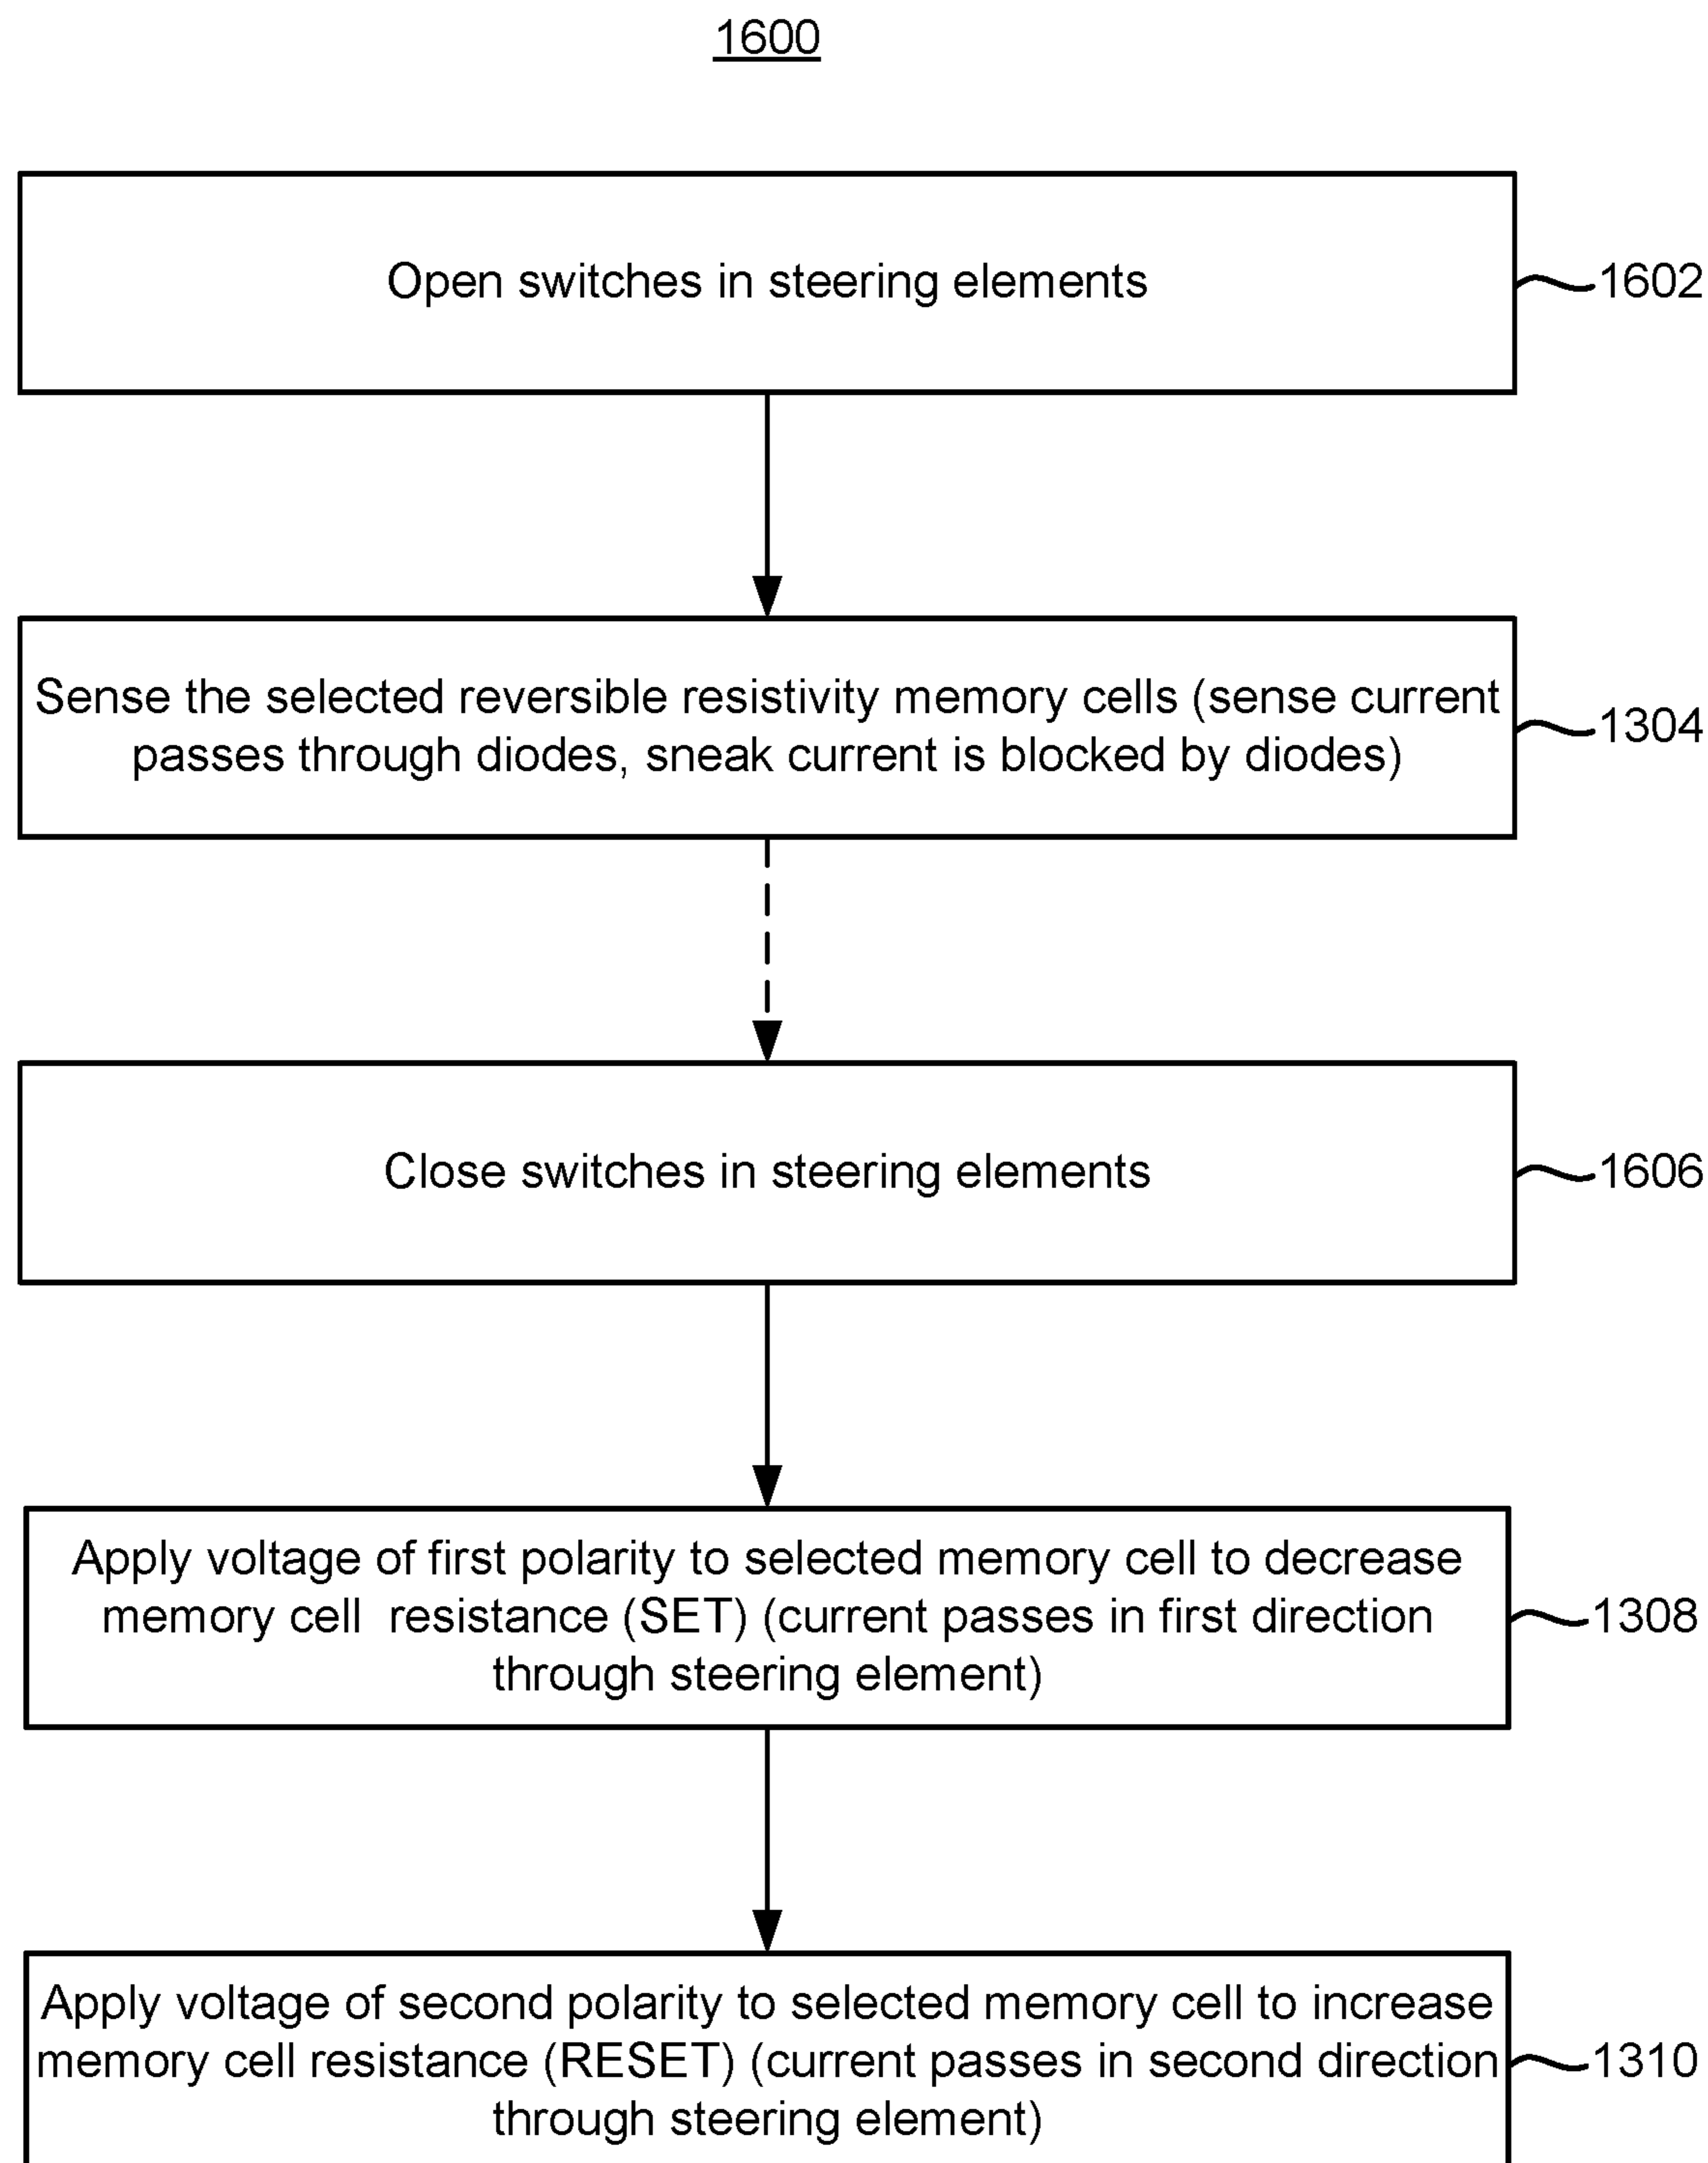 1600
Open switches in steering elements
1602
Sense the selected reversible resistivity memory cells (sense current
passes through diodes, sneak current is blocked by diodes)
1304
Close switches in steering elements
1606
Apply voltage of first polarity to selected memory cell to decrease
memory cell resistance (SET) (current passes in first direction
through steering element)
1308
Apply voltage of second polarity to selected memory cell to increase
memory cell resistance (RESET) (current passes in second direction
through steering element)
1310